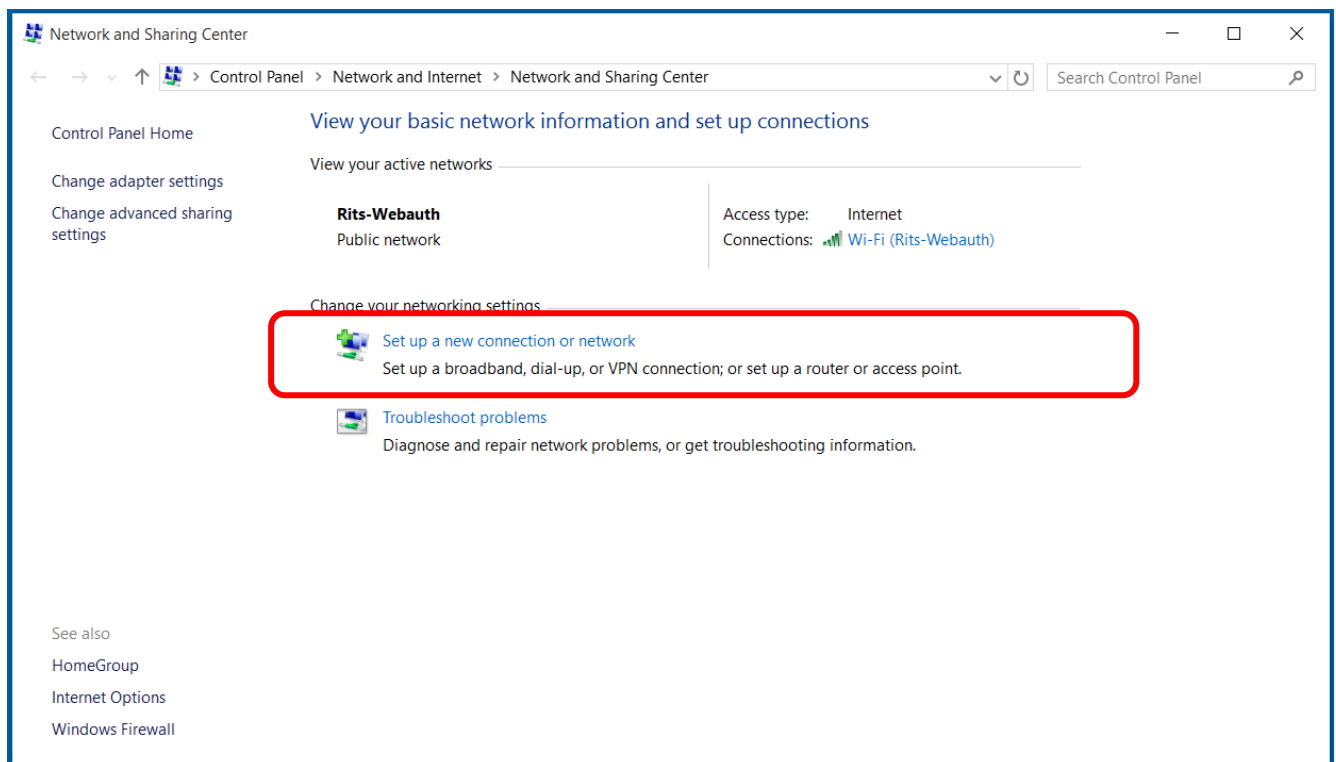 Network and Sharing Center
Control Panel > Network and Internet > Network and Sharing Center
Search Control Panel
Control Panel Home
Change adapter settings
Change advanced sharing
settings
View your basic network information and set up connections
View your active networks
Rits-Webauth
Public network
Access type: Internet
Connections: Wi-Fi (Rits-Webauth)
Change your networking settings
Set up a new connection or network
Set up a broadband, dial-up, or VPN connection; or set up a router or access point.
Troubleshoot problems
Diagnose and repair network problems, or get troubleshooting information.
See also
HomeGroup
Internet Options
Windows Firewall